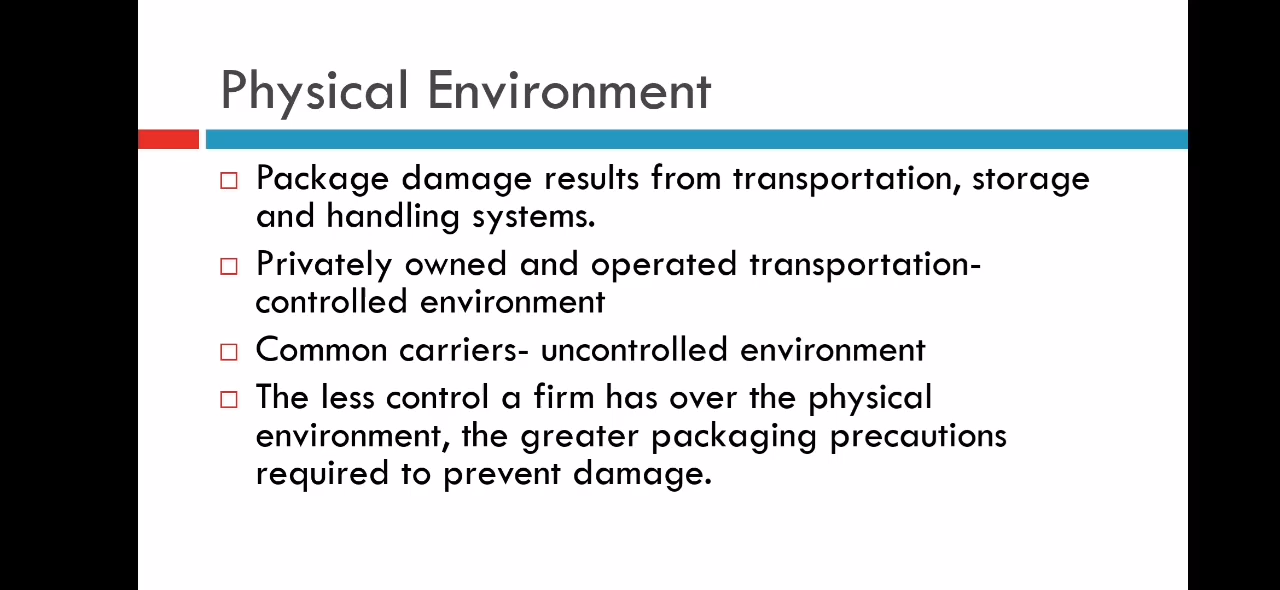 Physical Environment
Package damage results from transportation, storage
and handling systems.
Privately owned and operated transportation-
controlled environment
Common carriers- uncontrolled environment
The less control a firm has over the physical
environment, the greater packaging precautions
required to prevent damage.